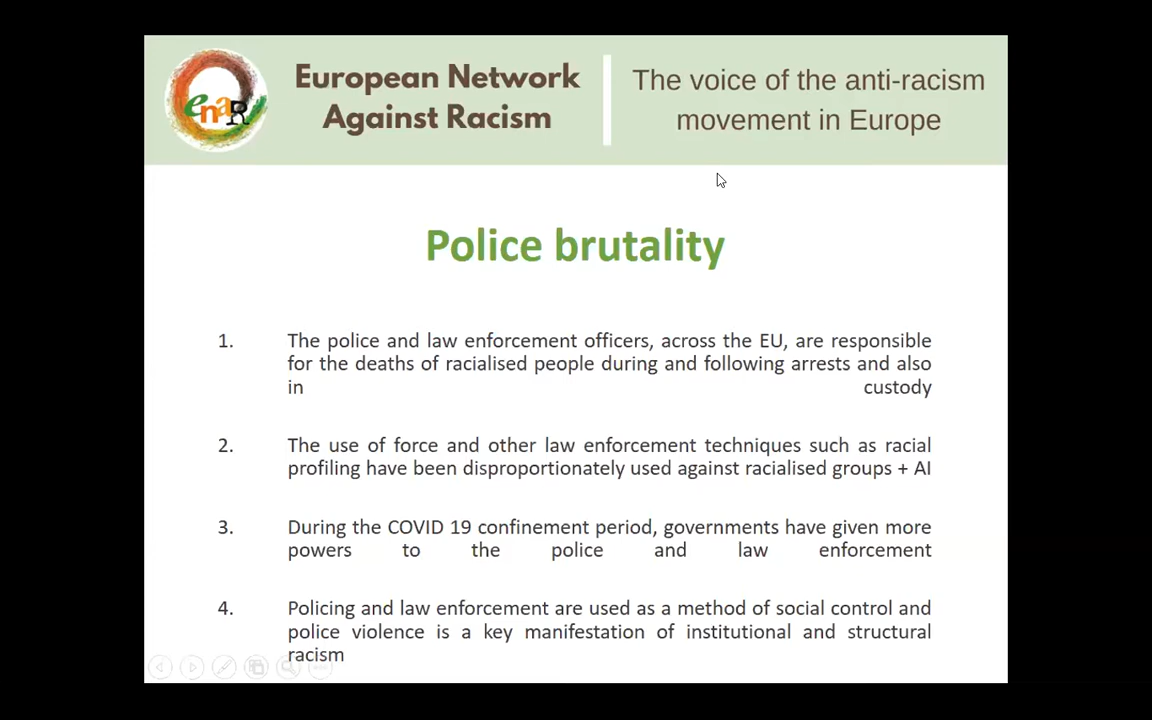 enaR
European Network
Against Racism
The voice of the anti-racism
movement in Europe
Police brutality
1. The police and law enforcement officers, across the EU, are responsible
for the deaths of racialised people during and following arrests and also
in custody
2. The use of force and other law enforcement techniques such as racial
profiling have been disproportionately used against racialised groups + AI
3. During the COVID 19 confinement period, governments have given more
powers to the police and law enforcement
4. Policing and law enforcement are used as a method of social control and
police violence is a key manifestation of institutional and structural
racism